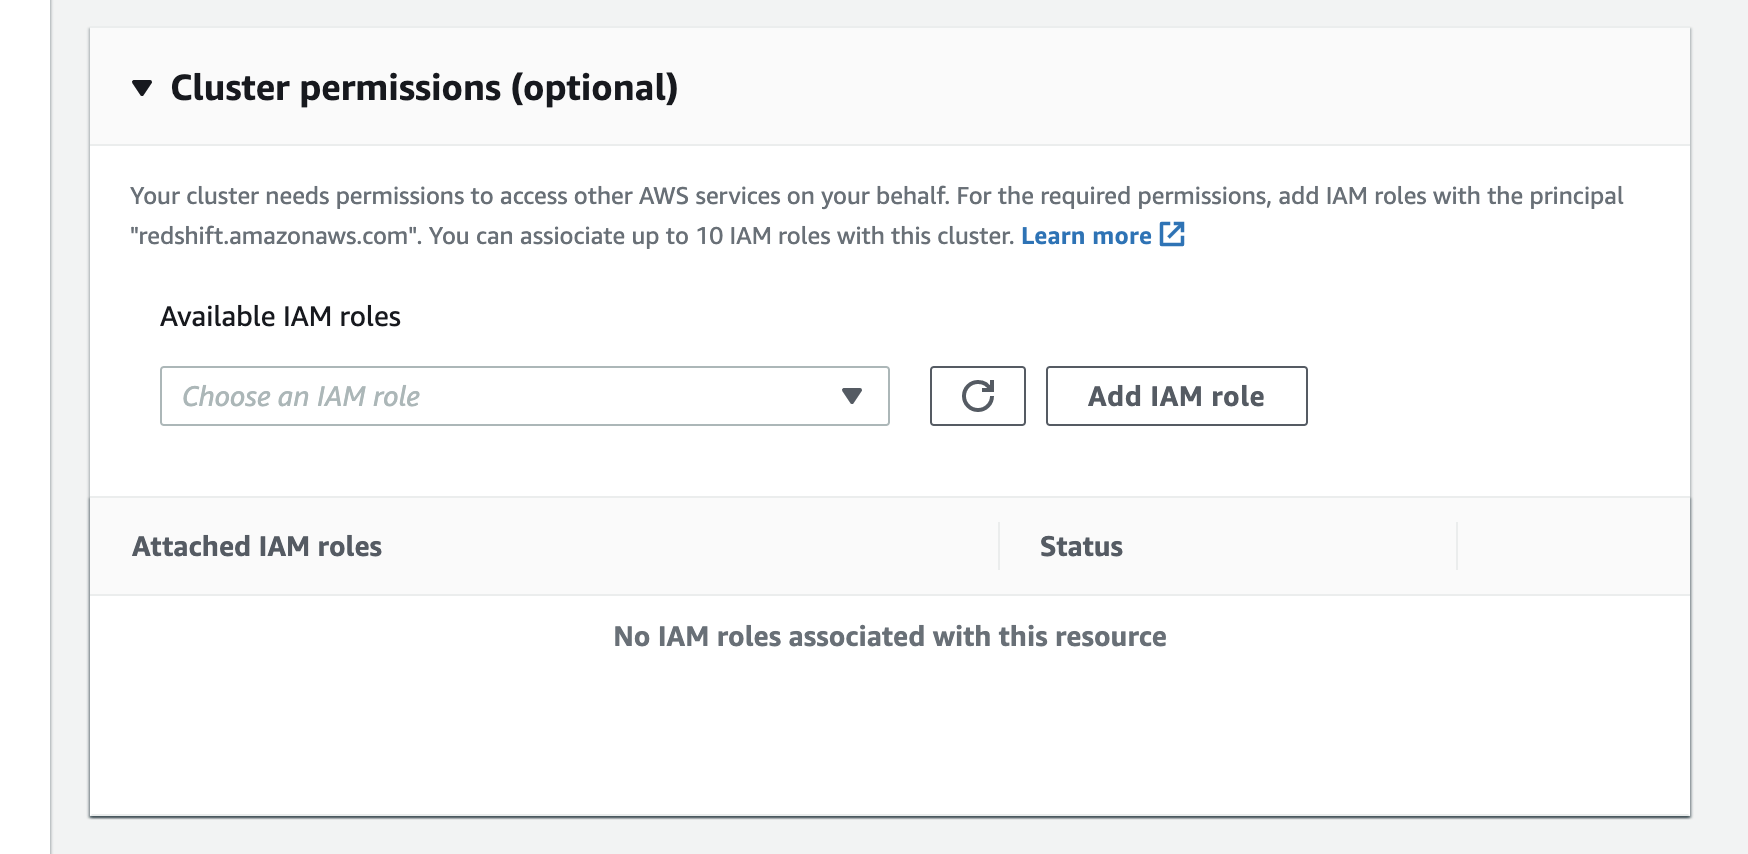 Cluster permissions (optional)
Your cluster needs permissions to access other AWS services on your behalf. For the required permissions, add IAM roles with the principal
"redshift.amazonaws.com". You can assiociate up to 10 IAM roles with this cluster. Learn more
Available IAM roles
Choose an IAM role
Add IAM role
Attached IAM roles
Status
No IAM roles associated with this resource